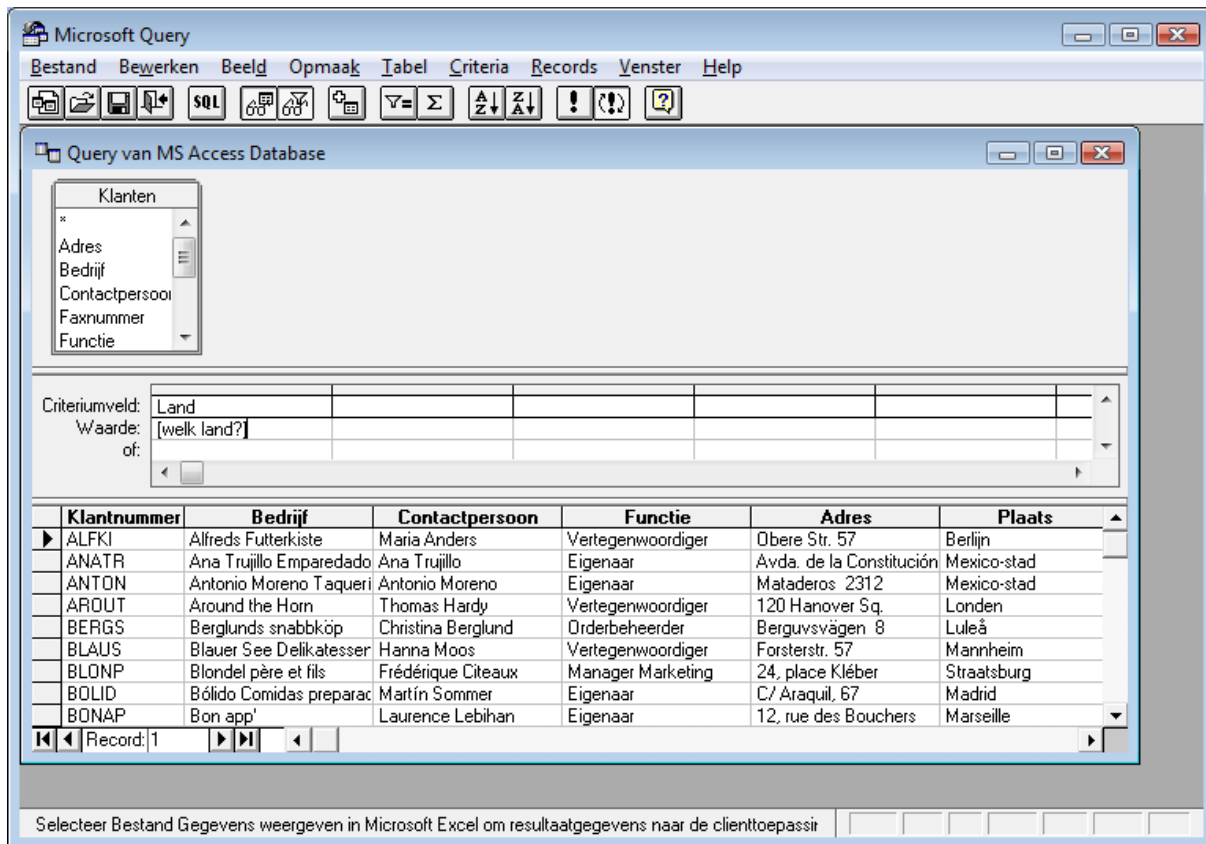 Microsoft Query
Bestand Bewerken Beeld Opmaak Tabel Criteria Records Venster Help
SQL A Z Z A
Query van MS Access Database
Klanten
*
Adres
Bedrijf
Contactpersoon
Faxnummer
Functie
Criteriumveld: Land
Waarde: [welk land?]
of:
Klantnummer Bedrijf Contactpersoon Functie Adres Plaats
ALFKI Alfreds Futterkiste Maria Anders Vertegenwoordiger Obere Str. 57 Berlijn
ANATR Ana Trujillo Emparedado Ana Trujillo Eigenaar Avda. de la Constitución Mexico-stad
ANTON Antonio Moreno Taqueri Antonio Moreno Eigenaar Mataderos 2312 Mexico-stad
AROUT Around the Horn Thomas Hardy Vertegenwoordiger 120 Hanover Sq. Londen
BERGS Berglunds snabbköp Christina Berglund Orderbeheerder Berguvsvägen 8 Luleå
BLAUS Blauer See Delikatesser Hanna Moos Vertegenwoordiger Forsterstr. 57 Mannheim
BLONP Blondel père et fils Frédérique Citeaux Manager Marketing 24, place Kléber Straatsburg
BOLID Bólido Comidas preparac Martín Sommer Eigenaar C/ Araquil, 67 Madrid
BONAP Bon app' Laurence Lebihan Eigenaar 12, rue des Bouchers Marseille
Record: 1
Selecteer Bestand Gegevens weergeven in Microsoft Excel om resultaatgegevens naar de clienttoepassir